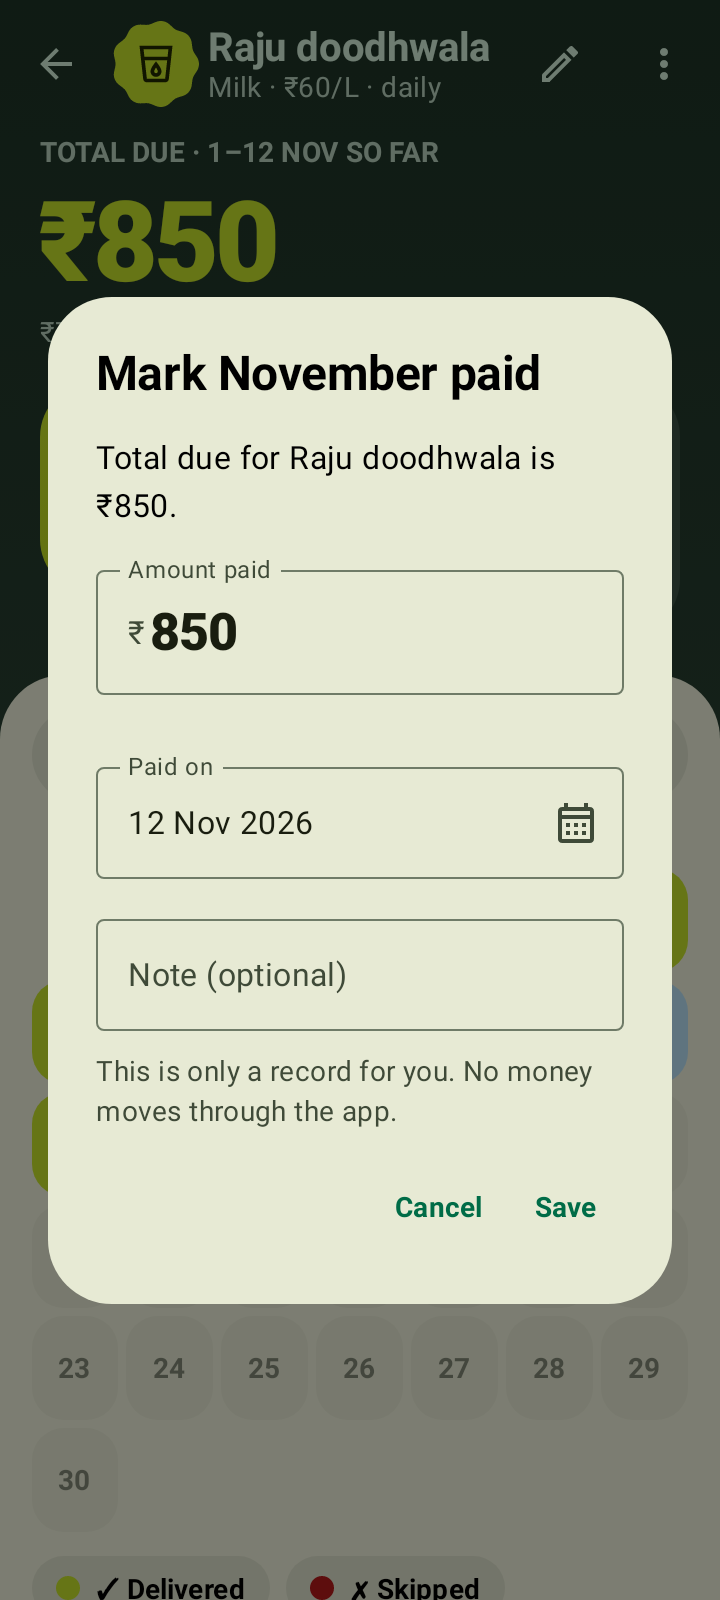 Raju doodhwala
Milk · ₹60/L · daily
TOTAL DUE · 1–12 NOV SO FAR
₹850
Mark November paid
Total due for Raju doodhwala is
₹850.
Amount paid
₹ 850
Paid on
12 Nov 2026
Note (optional)
This is only a record for you. No money
moves through the app.
Cancel Save
23 24 25 26 27 28 29
30
✓ Delivered ✗ Skipped